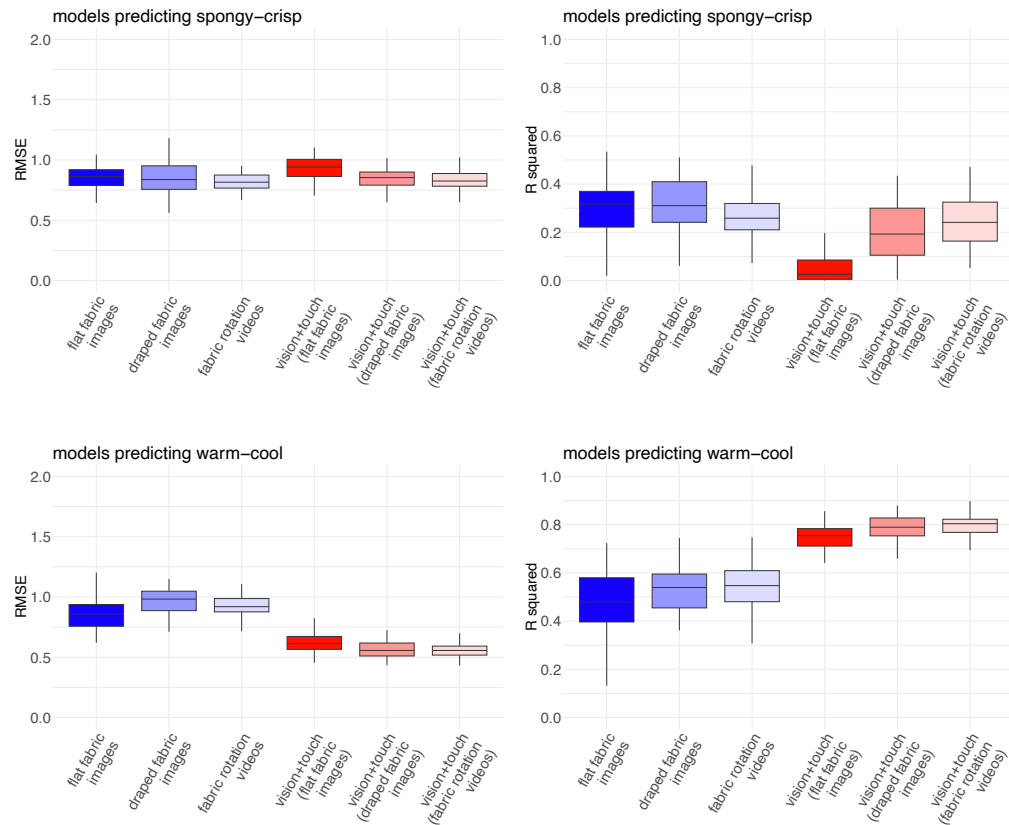 models predicting spongy−crisp
RMSE
2.0
1.5
1.0
0.5
0.0
flat fabric
images
draped fabric
images
fabric rotation
videos
vision+touch
(flat fabric
images)
vision+touch
(draped fabric
images)
vision+touch
(fabric rotation
videos)
models predicting spongy−crisp
R squared
1.0
0.8
0.6
0.4
0.2
0.0
flat fabric
images
draped fabric
images
fabric rotation
videos
vision+touch
(flat fabric
images)
vision+touch
(draped fabric
images)
vision+touch
(fabric rotation
videos)
models predicting warm−cool
RMSE
2.0
1.5
1.0
0.5
0.0
flat fabric
images
draped fabric
images
fabric rotation
videos
vision+touch
(flat fabric images)
vision+touch
(draped fabric
images)
vision+touch
(fabric rotation
videos)
models predicting warm−cool
R squared
1.0
0.8
0.6
0.4
0.2
0.0
flat fabric
images
draped fabric
images
fabric rotation
videos
vision+touch
(flat fabric
images)
vision+touch
(draped fabric
images)
vision+touch
(fabric rotation
videos)